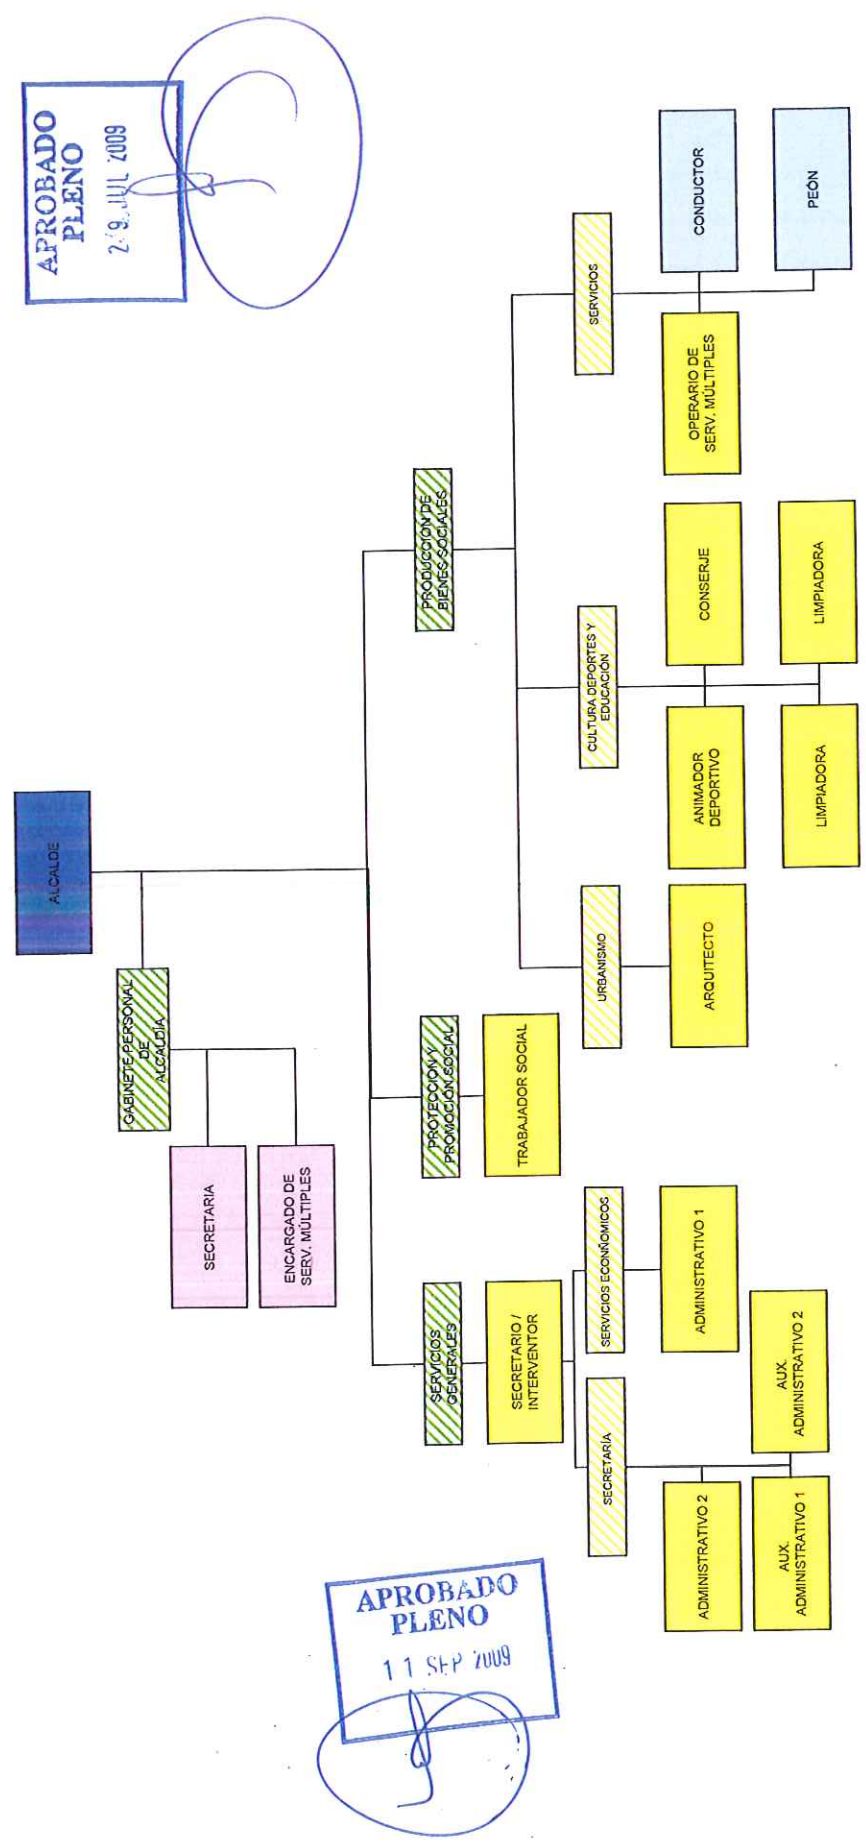 APROBADO
PLENO
29 JUL 2009
ALCALDE
GABINETE PERSONAL
DE
ALCALDÍA
SECRETARIA
ENCARGADO DE
SERV. MÚLTIPLES
SERVICIOS
GENERALES
PROTECCION Y
PROMOCIÓN SOCIAL
PRODUCCIÓN DE
BIENES SOCIALES
SECRETARIO /
INTERVENTOR
TRABAJADOR SOCIAL
SECRETARÍA
SERVICIOS ECONÑOMICOS
URBANISMO
CULTURA DEPORTES Y
EDUCACIÓN
SERVICIOS
ADMINISTRATIVO 2
ADMINISTRATIVO 1
ARQUITECTO
ANIMADOR
DEPORTIVO
CONSERJE
OPERARIO DE
SERV. MÚLTIPLES
CONDUCTOR
AUX.
ADMINISTRATIVO 1
AUX.
ADMINISTRATIVO 2
LIMPIADORA
LIMPIADORA
PEÓN
APROBADO
PLENO
11 SEP 2009